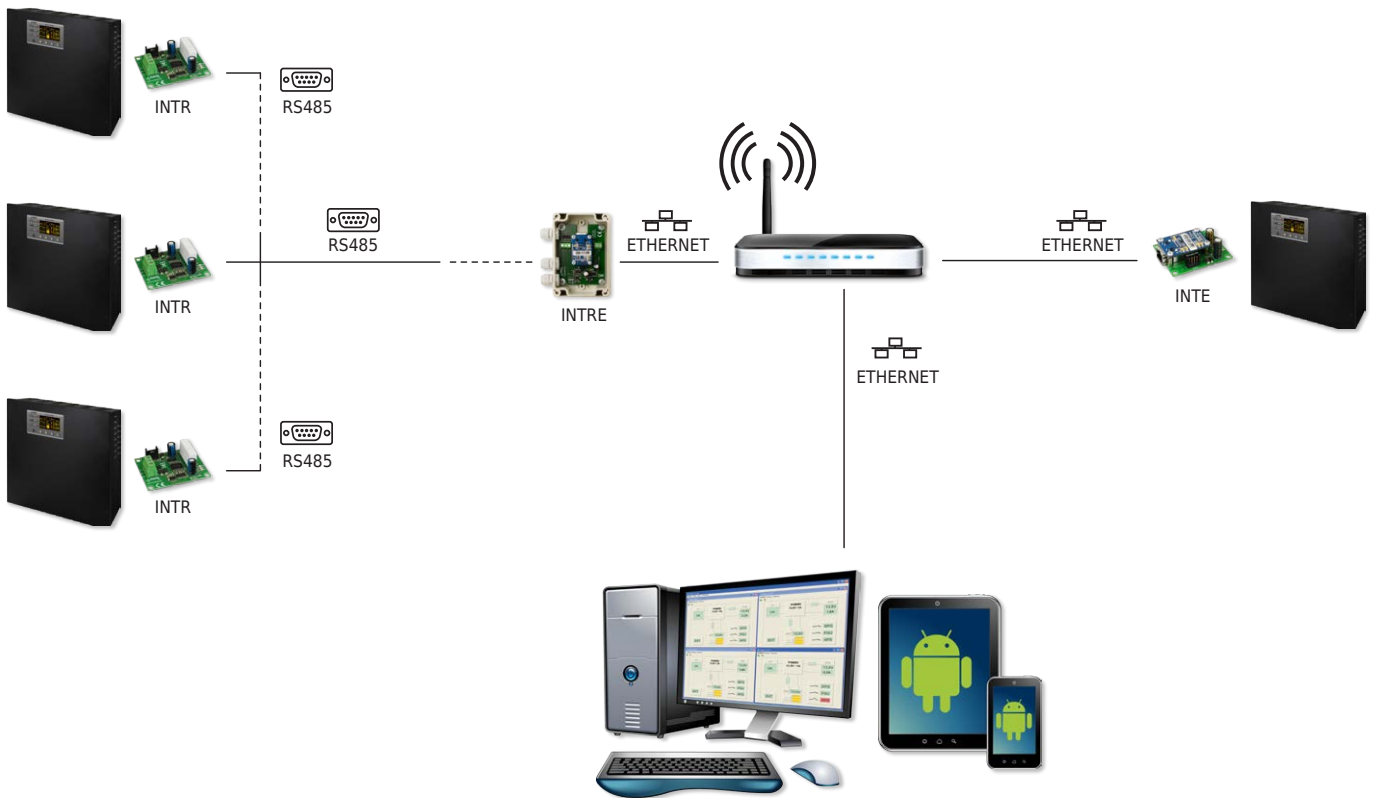 INTR
RS485
RS485
ETHERNET
ETHERNET
INTR
INTRE
INTE
ETHERNET
RS485
INTR